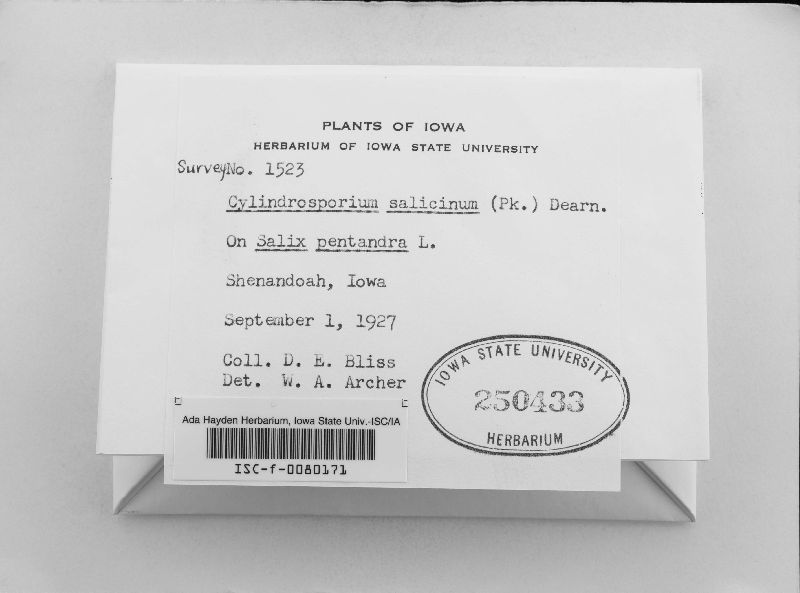 PLANTS OF IOWA
HERBARIUM OF IOWA STATE UNIVERSITY
SurveyNo. 1523
Cylindrosporium salicinum (Pk.) Dearn.
On Salix pentandra L.
Shenandoah, Iowa
September 1, 1927
Coll. D. E. Bliss
Det. W. A. Archer
IOWA STATE UNIVERSITY
250433
HERBARIUM
Ada Hayden Herbarium, Iowa State Univ.-ISC/IA
ISC-f-0080171